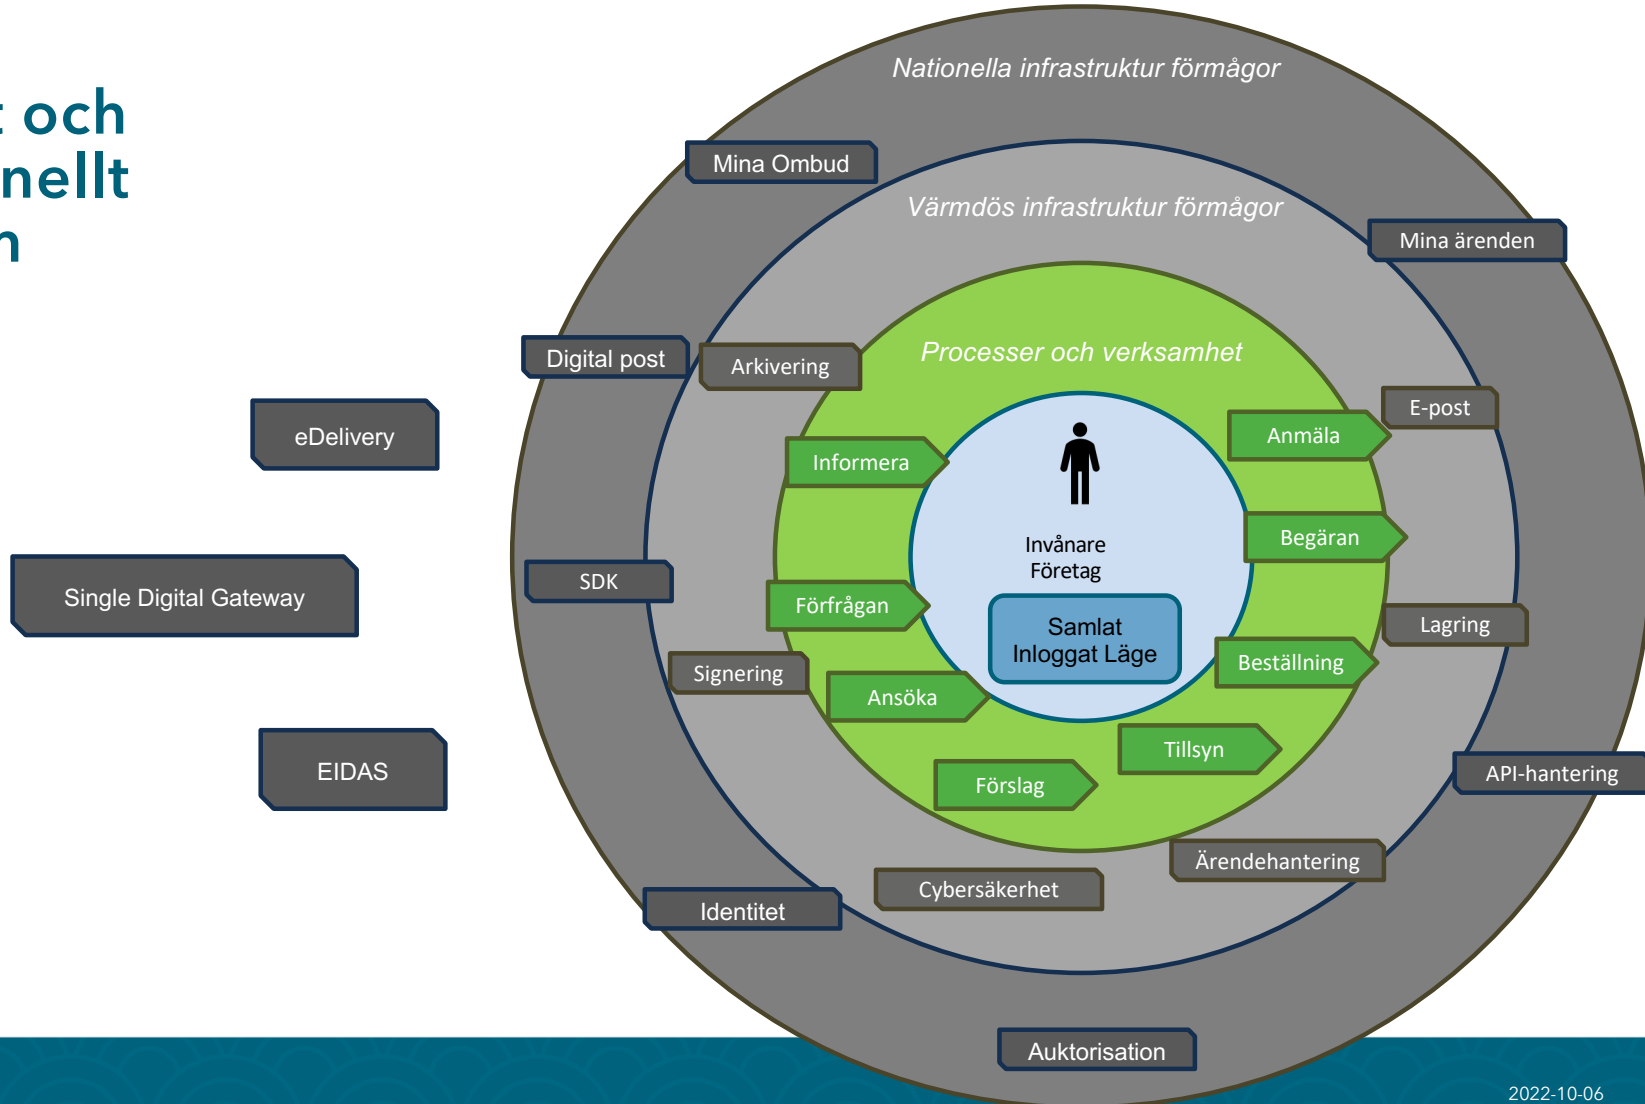 och
nellt
Nationella infrastruktur förmågor
Mina Ombud
Värmdös infrastruktur förmågor
Mina ärenden
Digital post
Arkivering
Processer och verksamhet
E-post
eDelivery
Informera
Anmäla
Begäran
Invånare
Företag
SDK
Single Digital Gateway
Förfrågan
Samlat
Inloggat Läge
Lagring
Signering
Ansöka
Beställning
Tillsyn
EIDAS
Förslag
API-hantering
Ärendehantering
Cybersäkerhet
Identitet
Auktorisation
2022-10-06